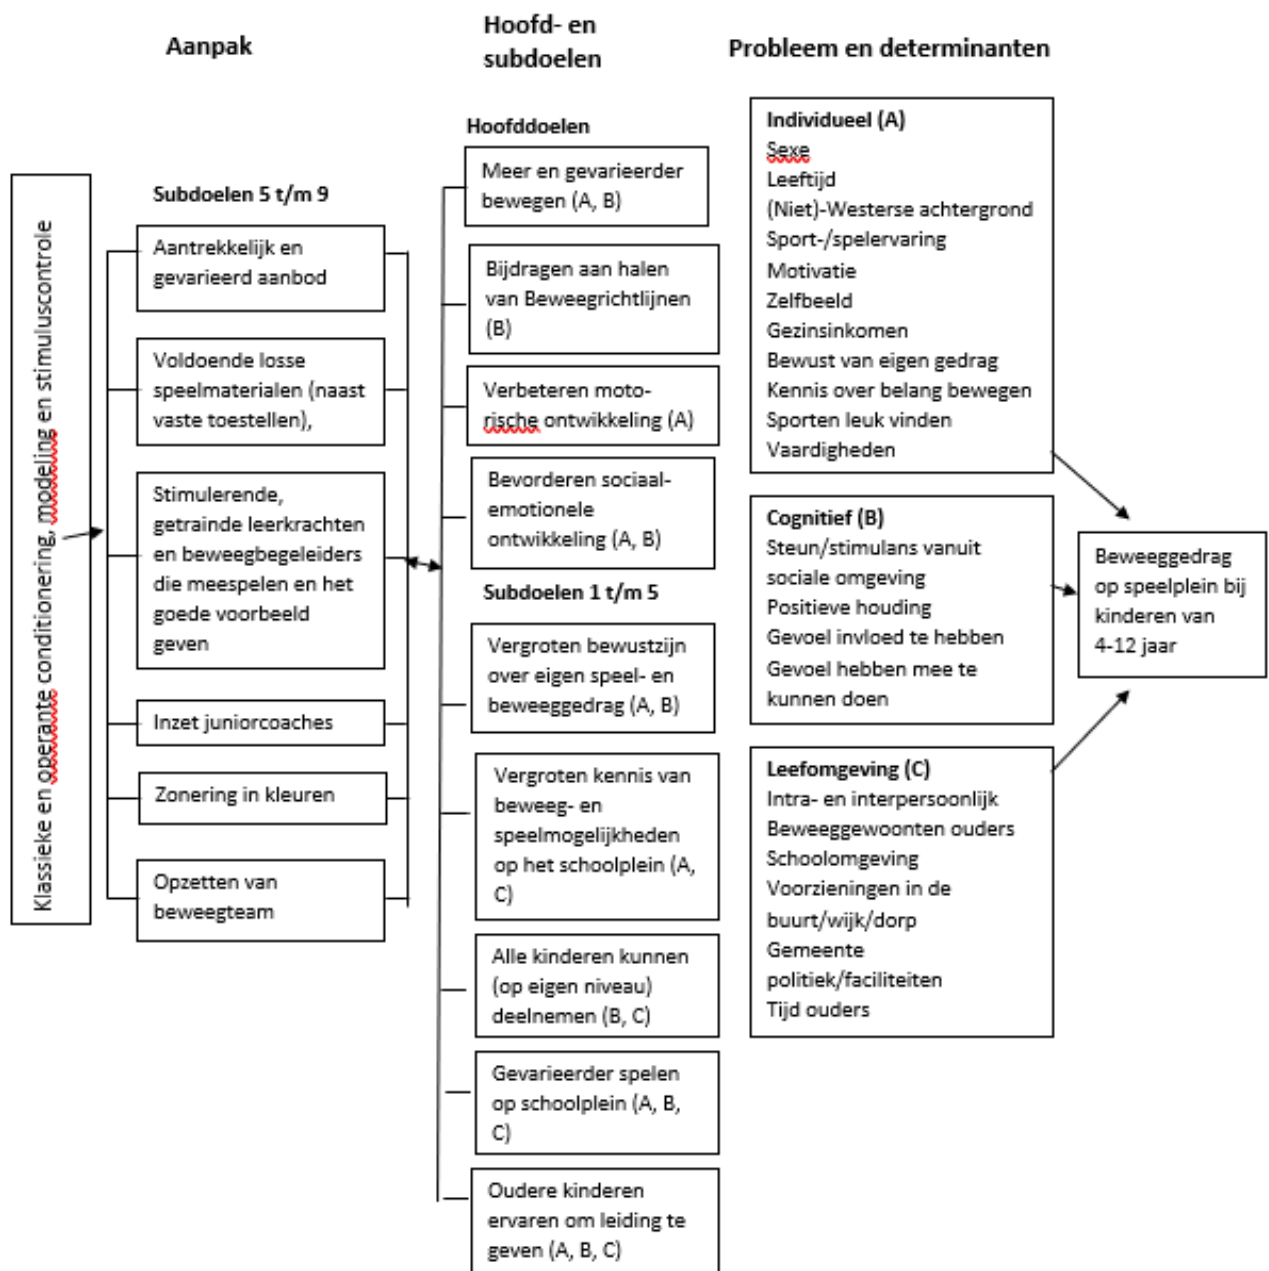 Aanpak
Hoofd- en
subdoelen
Probleem en determinanten
Klassieke en operante conditionering, modeling en stimuluscontrole
Subdoelen 5 t/m 9
Aantrekkelijk en
gevarieerd aanbod
Voldoende losse
speelmaterialen (naast
vaste toestellen),
Stimulerende,
getrainde leerkrachten
en beweegbegeleiders
die meespelen en het
goede voorbeeld
geven
Inzet juniorcoaches
Zonering in kleuren
Opzetten van
beweegteam
Hoofddoelen
Meer en gevarieerder
bewegen (A, B)
Bijdragen aan halen
van Beweegrichtlijnen
(B)
Verbeteren moto-
rische ontwikkeling (A)
Bevorderen sociaal-
emotionele
ontwikkeling (A, B)
Subdoelen 1 t/m 5
Vergroten bewustzijn
over eigen speel- en
beweeggedrag (A, B)
Vergroten kennis van
beweeg- en
speelmogelijkheden
op het schoolplein (A,
C)
Alle kinderen kunnen
(op eigen niveau)
deelnemen (B, C)
Gevarieerder spelen
op schoolplein (A, B,
C)
Oudere kinderen
ervaren om leiding te
geven (A, B, C)
Individueel (A)
Sexe
Leeftijd
(Niet)-Westerse achtergrond
Sport-/spelervaring
Motivatie
Zelfbeeld
Gezinsinkomen
Bewust van eigen gedrag
Kennis over belang bewegen
Sporten leuk vinden
Vaardigheden
Cognitief (B)
Steun/stimulans vanuit
sociale omgeving
Positieve houding
Gevoel invloed te hebben
Gevoel hebben mee te
kunnen doen
Leefomgeving (C)
Intra- en interpersoonlijk
Beweeggewoonten ouders
Schoolomgeving
Voorzieningen in de
buurt/wijk/dorp
Gemeente
politiek/faciliteiten
Tijd ouders
Beweeggedrag
op speelplein bij
kinderen van
4-12 jaar